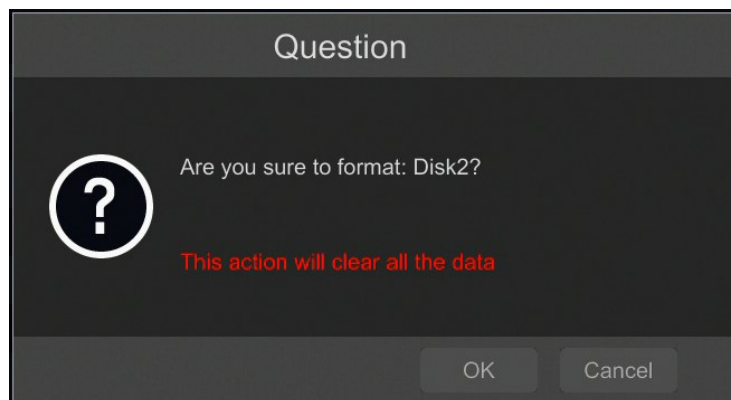 Question
Are you sure to format: Disk2?
This action will clear all the data
OK Cancel